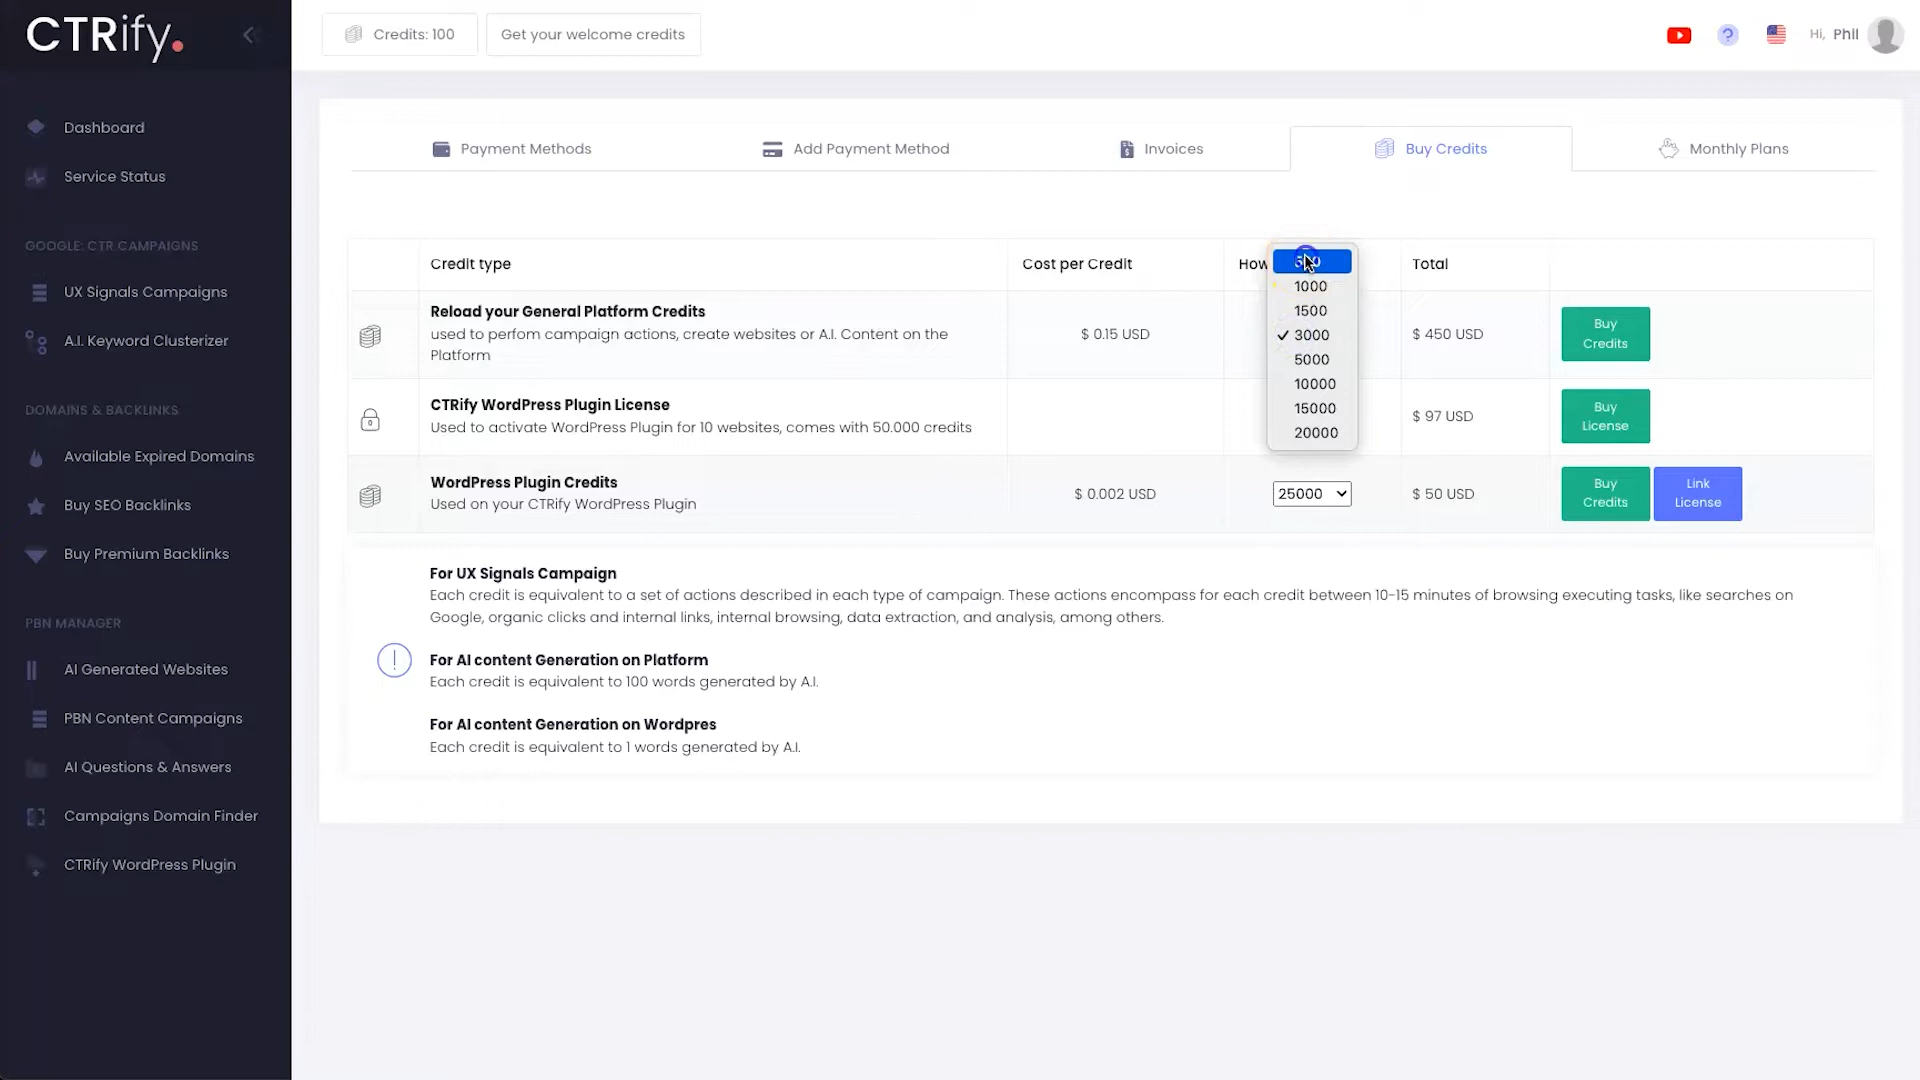 CTRify.
Credits: 100
Get your welcome credits
Hi, Phil
Dashboard
Service Status
GOOGLE: CTR CAMPAIGNS
UX Signals Campaigns
A.I. Keyword Clusterizer
DOMAINS & BACKLINKS
Available Expired Domains
Buy SEO Backlinks
Buy Premium Backlinks
PBN MANAGER
AI Generated Websites
PBN Content Campaigns
AI Questions & Answers
Campaigns Domain Finder
CTRify WordPress Plugin
Payment Methods
Add Payment Method
Invoices
Buy Credits
Monthly Plans
Credit type
Cost per Credit
How
Total
Reload your General Platform Credits
used to perfom campaign actions, create websites or A.I. Content on the
Platform
$ 0.15 USD
1000
1500
3000
5000
10000
15000
20000
$ 450 USD
Buy
Credits
CTRify WordPress Plugin License
Used to activate WordPress Plugin for 10 websites, comes with 50.000 credits
$ 97 USD
Buy
License
WordPress Plugin Credits
Used on your CTRify WordPress Plugin
$ 0.002 USD
25000
$ 50 USD
Buy
Credits
Link
License
For UX Signals Campaign
Each credit is equivalent to a set of actions described in each type of campaign. These actions encompass for each credit between 10-15 minutes of browsing executing tasks, like searches on
Google, organic clicks and internal links, internal browsing, data extraction, and analysis, among others.
For AI content Generation on Platform
Each credit is equivalent to 100 words generated by A.I.
For AI content Generation on Wordpres
Each credit is equivalent to 1 words generated by A.I.